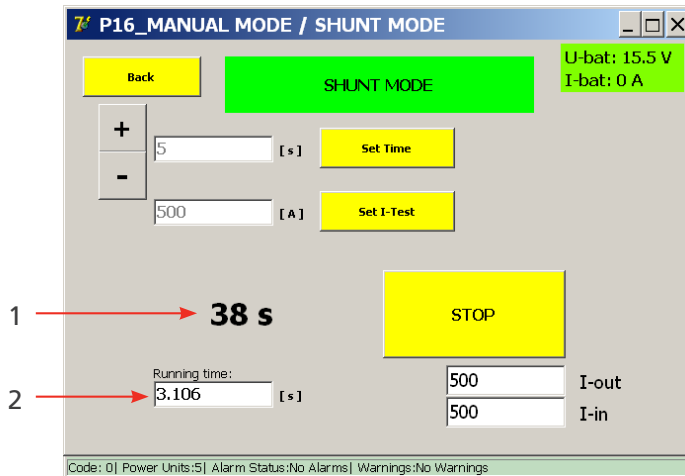 P16_MANUAL MODE / SHUNT MODE
U-bat: 15.5 V
I-bat: 0 A
Back
SHUNT MODE
+
-
5 [s] Set Time
500 [A] Set I-Test
1
38 s
STOP
Running time:
2
3.106 [s]
500 I-out
500 I-in
Code: 0| Power Units:5| Alarm Status:No Alarms| Warnings:No Warnings